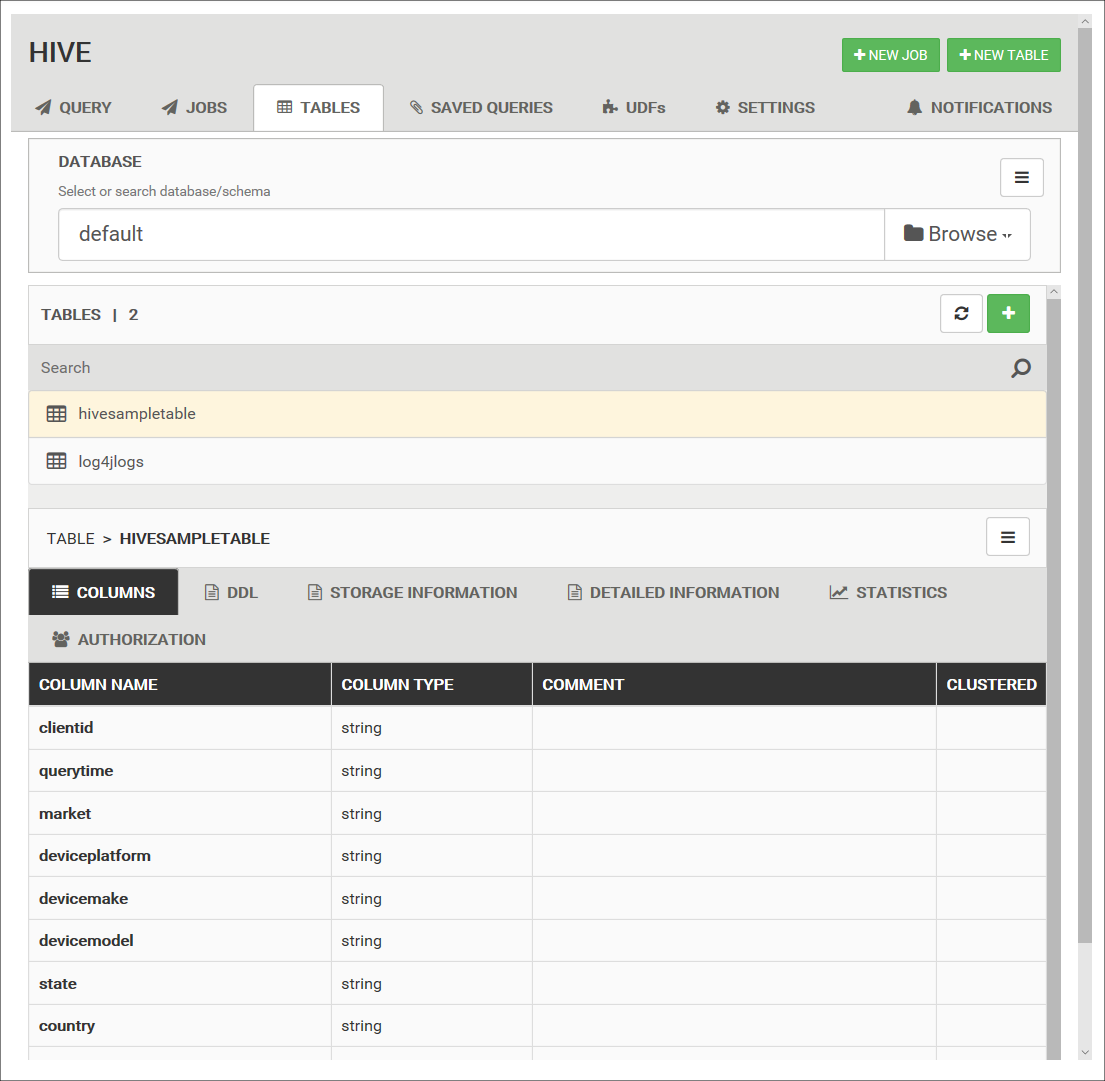 HIVE
NEW JOB NEW TABLE
QUERY JOBS TABLES SAVED QUERIES UDFs SETTINGS NOTIFICATIONS
DATABASE
Select or search database/schema
default Browse
TABLES | 2
Search
hivesampletable
log4jlogs
TABLE > HIVESAMPLETABLE
COLUMNS DDL STORAGE INFORMATION DETAILED INFORMATION STATISTICS
AUTHORIZATION
COLUMN NAME COLUMN TYPE COMMENT CLUSTERED
clientid string
querytime string
market string
deviceplatform string
devicemake string
devicemodel string
state string
country string